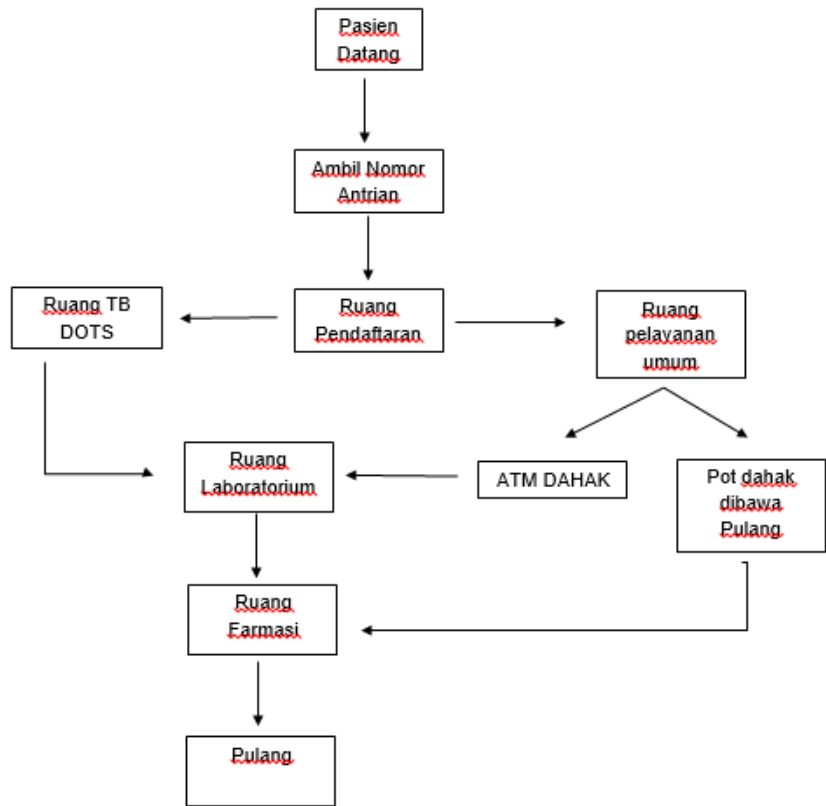 Pasien
Datang
Ambil Nomor
Antrian
Ruang TB
DOTS
Ruang
Pendaftaran
Ruang
pelayanan
umum
Ruang
Laboratorium
ATM DAHAK
Pot dahak
dibawa
Pulang
Ruang
Farmasi
Pulang